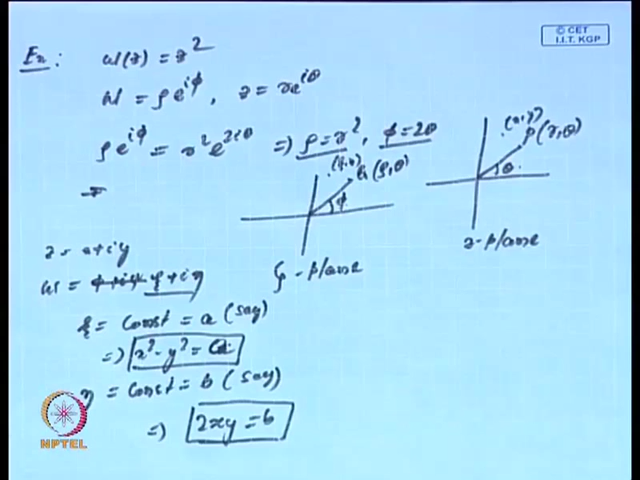 © CET
I.I.T. KGP
Ex: w(z) = z²
w = ρe^{iφ}, z = re^{iθ}
ρe^{iφ} = r²e^{2iθ} ⇒ ρ = r², φ = 2θ
(x,y)
P(r,θ)
θ
z-plane
(ξ,η)
(ρ,θ)
φ
ζ-plane
z = x+iy
w = φ+iψ ξ+iη
ξ = const = a (say)
⇒ x² - y² = a
η = const = b (say)
⇒ 2xy = b
NPTEL